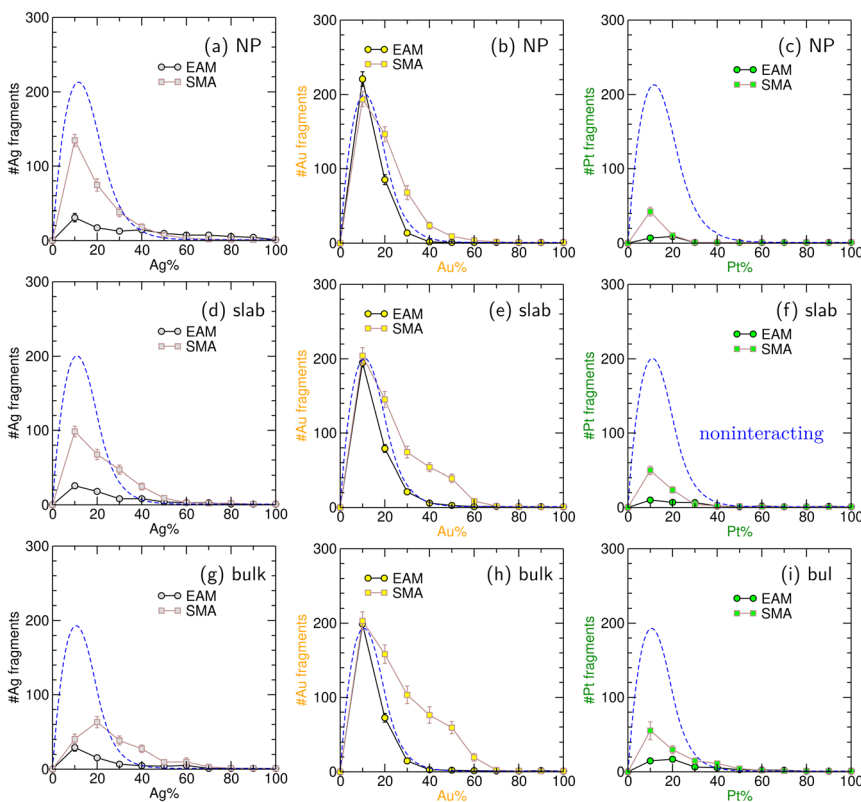 300
200
100
0
#Ag fragments
(a) NP
EAM
SMA
0 20 40 60 80 100
Ag%
300
200
100
0
#Au fragments
(b) NP
EAM
SMA
0 20 40 60 80 100
Au%
300
200
100
0
#Pt fragments
(c) NP
EAM
SMA
0 20 40 60 80 100
Pt%
300
200
100
0
#Ag fragments
(d) slab
EAM
SMA
0 20 40 60 80 100
Ag%
300
200
100
0
#Au fragments
(e) slab
EAM
SMA
0 20 40 60 80 100
Au%
300
200
100
0
#Pt fragments
(f) slab
EAM
SMA
noninteracting
0 20 40 60 80 100
Pt%
300
200
100
0
#Ag fragments
(g) bulk
EAM
SMA
0 20 40 60 80 100
Ag%
300
200
100
0
#Au fragments
(h) bulk
EAM
SMA
0 20 40 60 80 100
Au%
300
200
100
0
#Pt fragments
(i) bul
EAM
SMA
0 20 40 60 80 100
Pt%